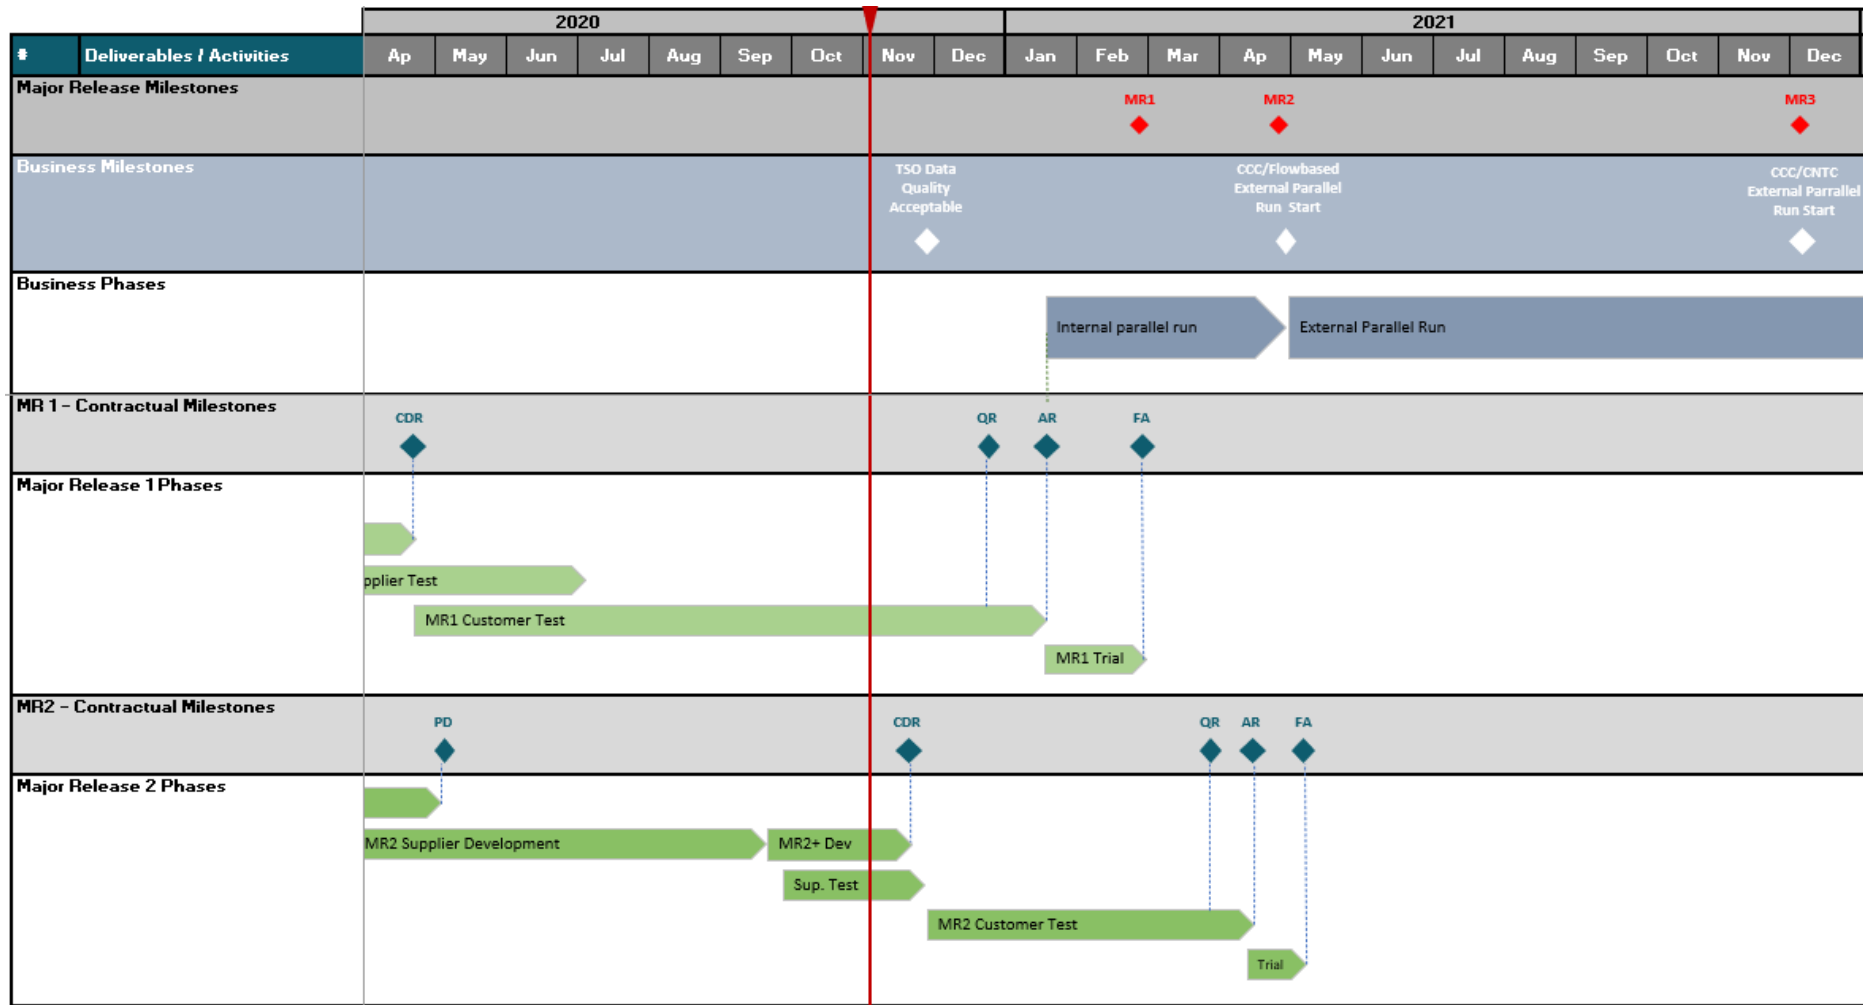 2020
2021
# Deliverables / Activities Ap May Jun Jul Aug Sep Oct Nov Dec Jan Feb Mar Ap May Jun Jul Aug Sep Oct Nov Dec
Major Release Milestones
MR1 MR2 MR3
Business Milestones
TSO Data
Quality
Acceptable
CCC/Flowbased
External Parallel
Run Start
CCC/CNTC
External Parrallel
Run Start
Business Phases
Internal parallel run
External Parallel Run
MR 1 - Contractual Milestones
CDR QR AR FA
Major Release 1 Phases
pplier Test
MR1 Customer Test
MR1 Trial
MR2 - Contractual Milestones
PD CDR QR AR FA
Major Release 2 Phases
MR2 Supplier Development
MR2+ Dev
Sup. Test
MR2 Customer Test
Trial